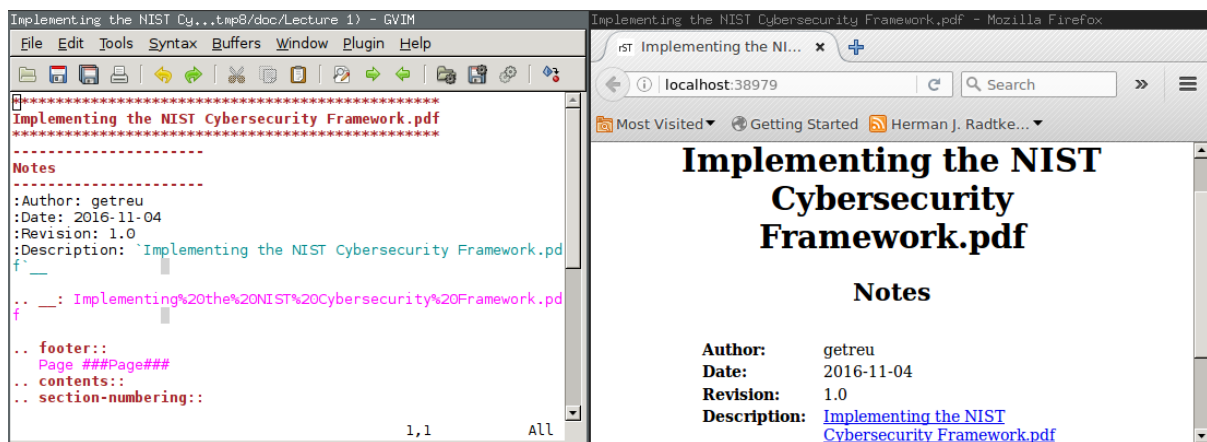 Implementing the NIST Cy...tmp8/doc/Lecture 1) - GVIM
File Edit Tools Syntax Buffers Window Plugin Help
**************************************************
Implementing the NIST Cybersecurity Framework.pdf
**************************************************
----------------------
Notes
----------------------
:Author: getreu
:Date: 2016-11-04
:Revision: 1.0
:Description: `Implementing the NIST Cybersecurity Framework.pd
f`__
.. __: Implementing%20the%20NIST%20Cybersecurity%20Framework.pd
f
.. footer::
Page ###Page###
.. contents::
.. section-numbering::
1,1 All
Implementing the NIST Cybersecurity Framework.pdf - Mozilla Firefox
rST Implementing the NI...
localhost:38979 Search
Most Visited Getting Started Herman J. Radtke...
Implementing the NIST
Cybersecurity
Framework.pdf
Notes
Author: getreu
Date: 2016-11-04
Revision: 1.0
Description: Implementing the NIST
Cybersecurity Framework.pdf